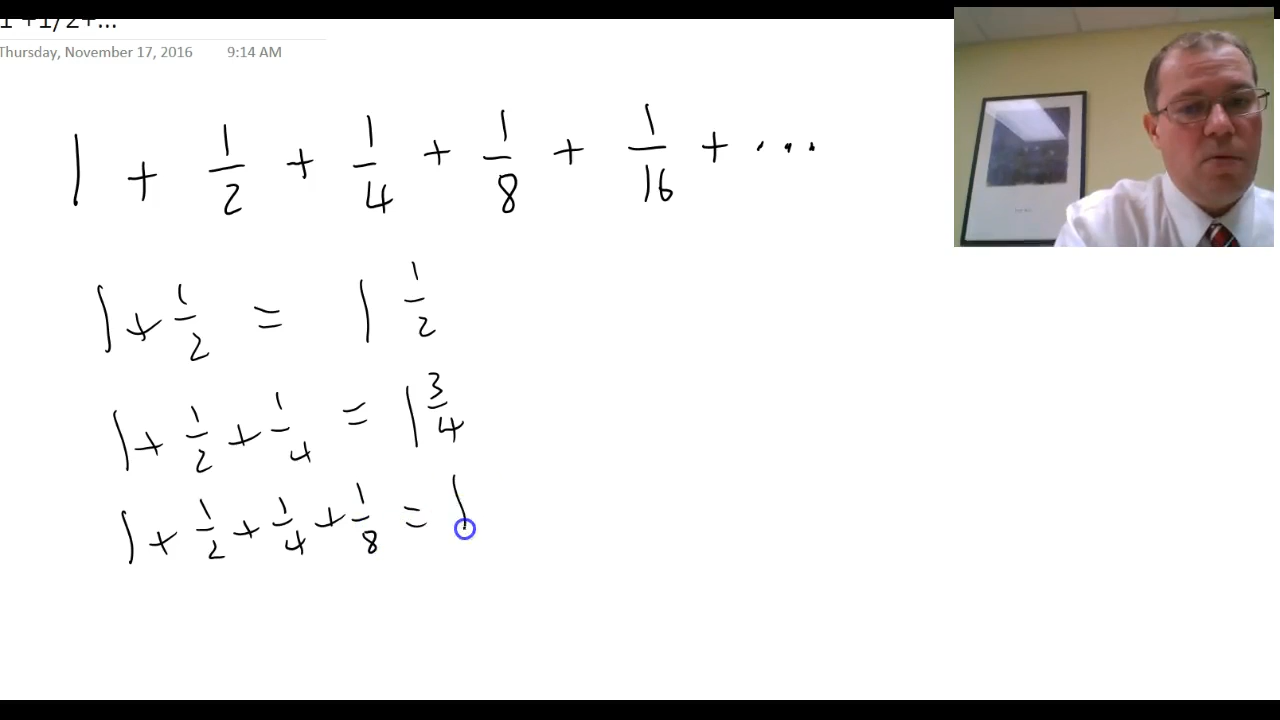 1 + 1/2+...
Thursday, November 17, 2016 9:14 AM
1 + 1/2 + 1/4 + 1/8 + 1/16 + ...
1 + 1/2 = 1 1/2
1 + 1/2 + 1/4 = 1 3/4
1 + 1/2 + 1/4 + 1/8 = 1